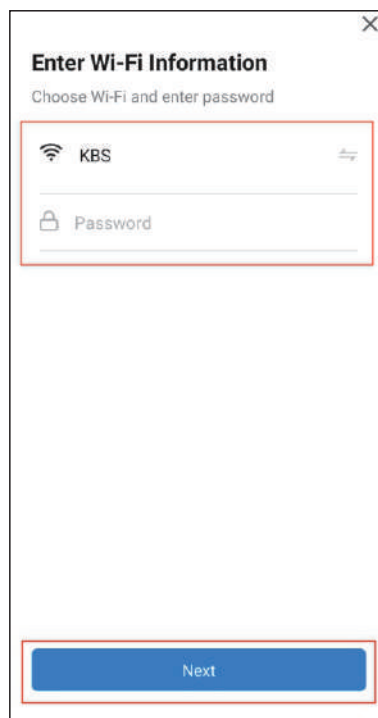 Enter Wi-Fi Information
Choose Wi-Fi and enter password
KBS
Password
Next